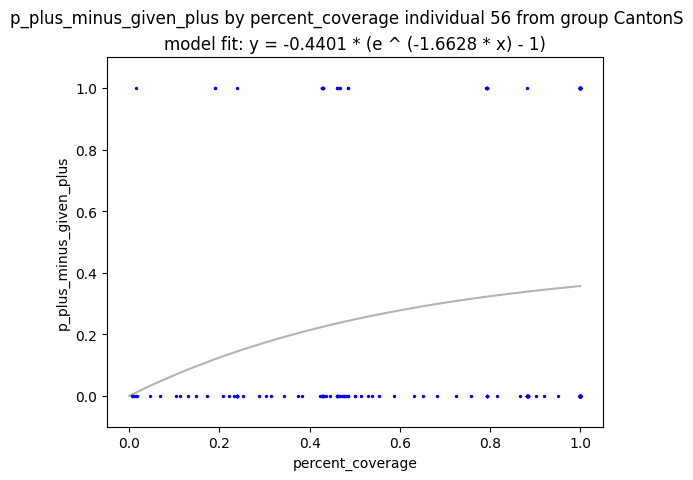 p_plus_minus_given_plus by percent_coverage individual 56 from group CantonS
model fit: y = -0.4401 * (e ^ (-1.6628 * x) - 1)
1.0
0.8
0.6
0.4
0.2
0.0
p_plus_minus_given_plus
0.0 0.2 0.4 0.6 0.8 1.0
percent_coverage